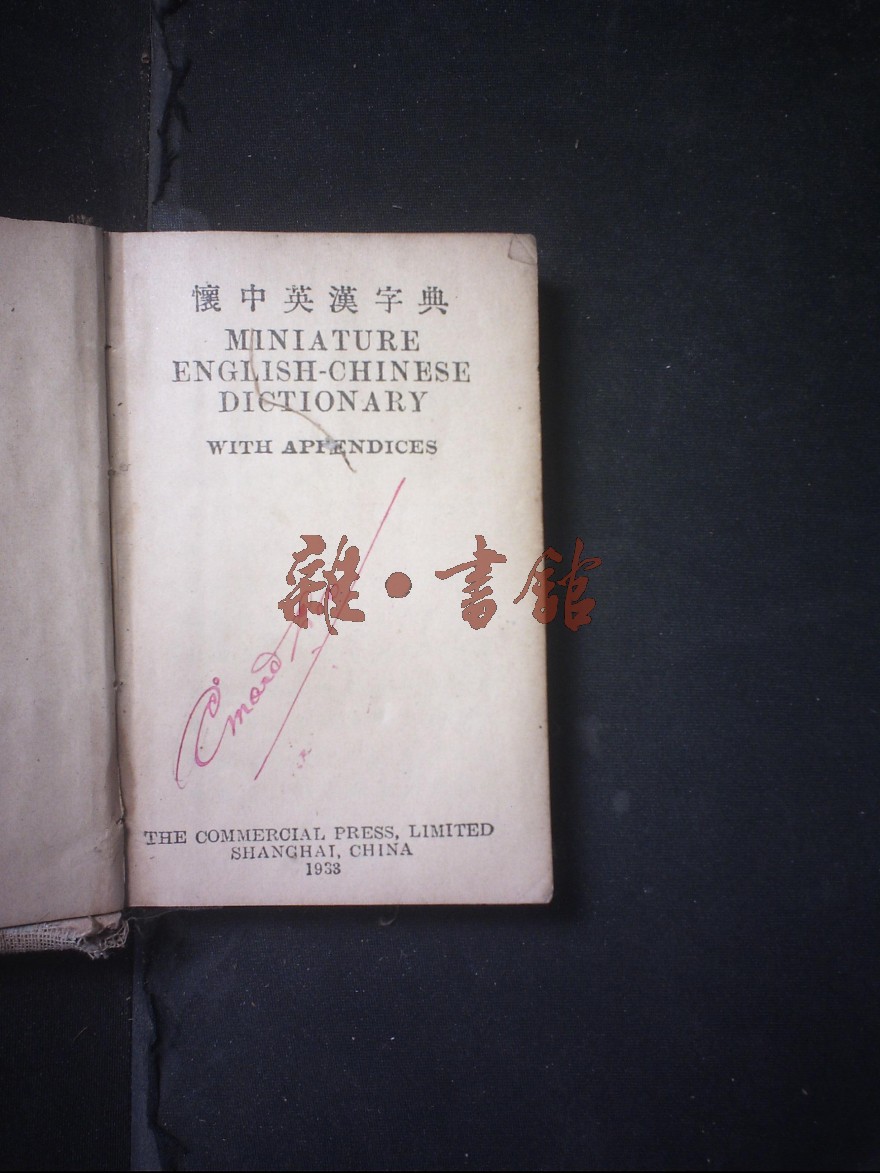 懷中英漢字典
MINIATURE
ENGLISH-CHINESE
DICTIONARY
WITH APPENDICES
雜·書館
THE COMMERCIAL PRESS, LIMITED
SHANGHAI, CHINA
1933